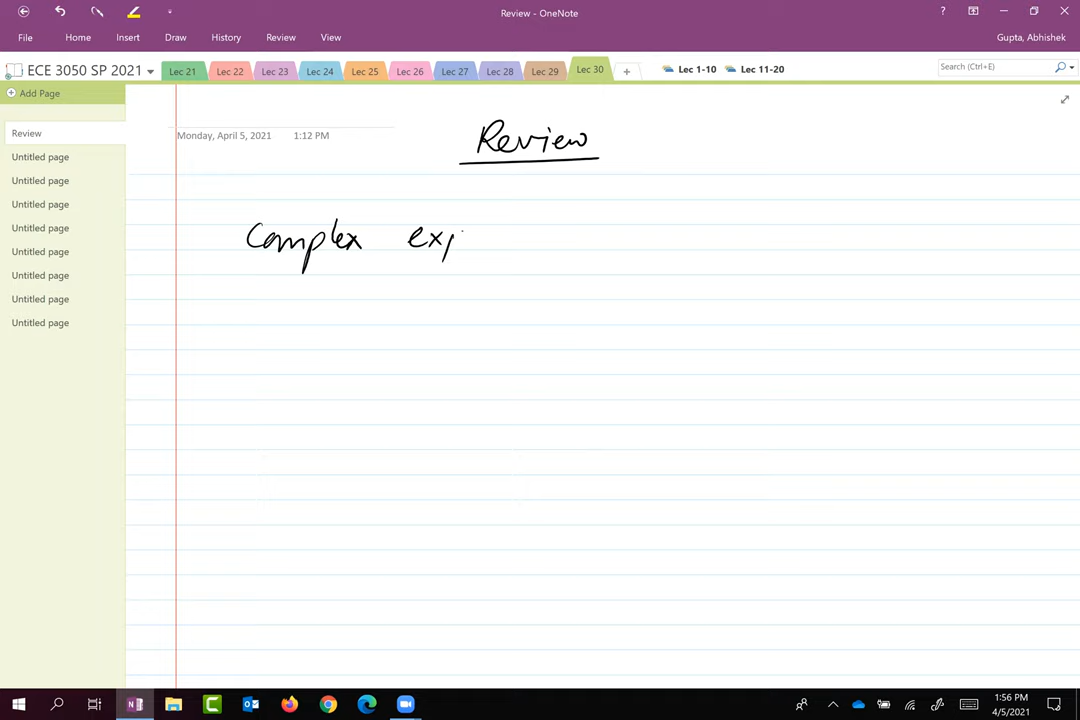 Review - OneNote
?
File Home Insert Draw History Review View
Gupta, Abhishek
ECE 3050 SP 2021
Lec 21 Lec 22 Lec 23 Lec 24 Lec 25 Lec 26 Lec 27 Lec 28 Lec 29 Lec 30 + Lec 1-10 Lec 11-20
Search (Ctrl+E)
+ Add Page
Review
Untitled page
Untitled page
Untitled page
Untitled page
Untitled page
Untitled page
Untitled page
Untitled page
Monday, April 5, 2021 1:12 PM
Review
Complex exp
1:56 PM
4/5/2021